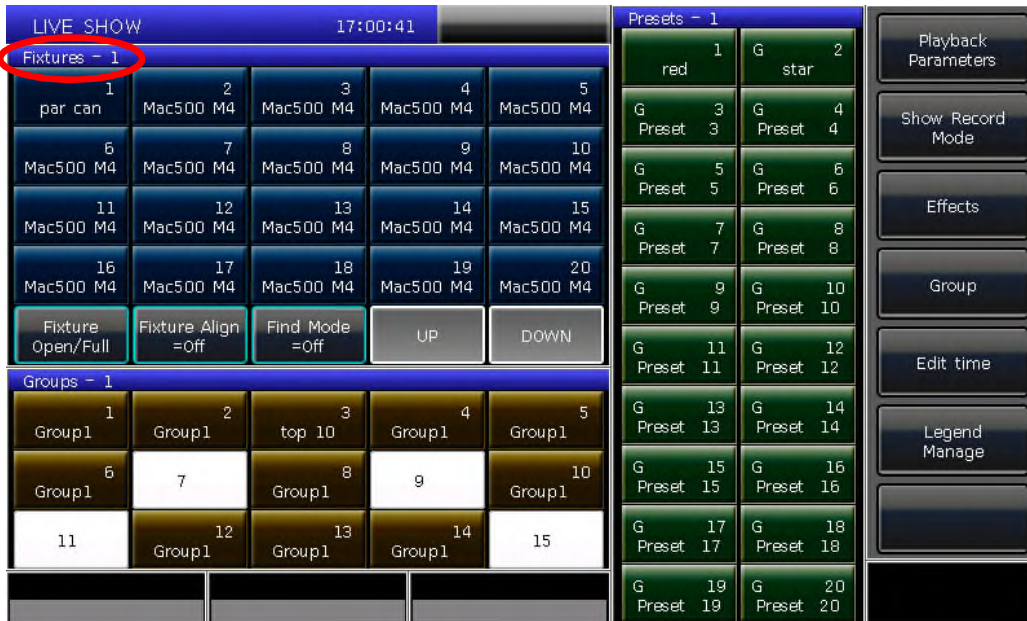 LIVE SHOW 17:00:41
Fixtures - 1
1
par can
2
Mac500 M4
3
Mac500 M4
4
Mac500 M4
5
Mac500 M4
6
Mac500 M4
7
Mac500 M4
8
Mac500 M4
9
Mac500 M4
10
Mac500 M4
11
Mac500 M4
12
Mac500 M4
13
Mac500 M4
14
Mac500 M4
15
Mac500 M4
16
Mac500 M4
17
Mac500 M4
18
Mac500 M4
19
Mac500 M4
20
Mac500 M4
Fixture
Open/Full
Fixture Align
=Off
Find Mode
=Off
UP
DOWN
Groups - 1
1
Group1
2
Group1
3
top 10
4
Group1
5
Group1
6
Group1
7
8
Group1
9
10
Group1
11
12
Group1
13
Group1
14
Group1
15
Presets - 1
1
red
G 2
star
G 3
Preset 3
G 4
Preset 4
G 5
Preset 5
G 6
Preset 6
G 7
Preset 7
G 8
Preset 8
G 9
Preset 9
G 10
Preset 10
G 11
Preset 11
G 12
Preset 12
G 13
Preset 13
G 14
Preset 14
G 15
Preset 15
G 16
Preset 16
G 17
Preset 17
G 18
Preset 18
G 19
Preset 19
G 20
Preset 20
Playback
Parameters
Show Record
Mode
Effects
Group
Edit time
Legend
Manage